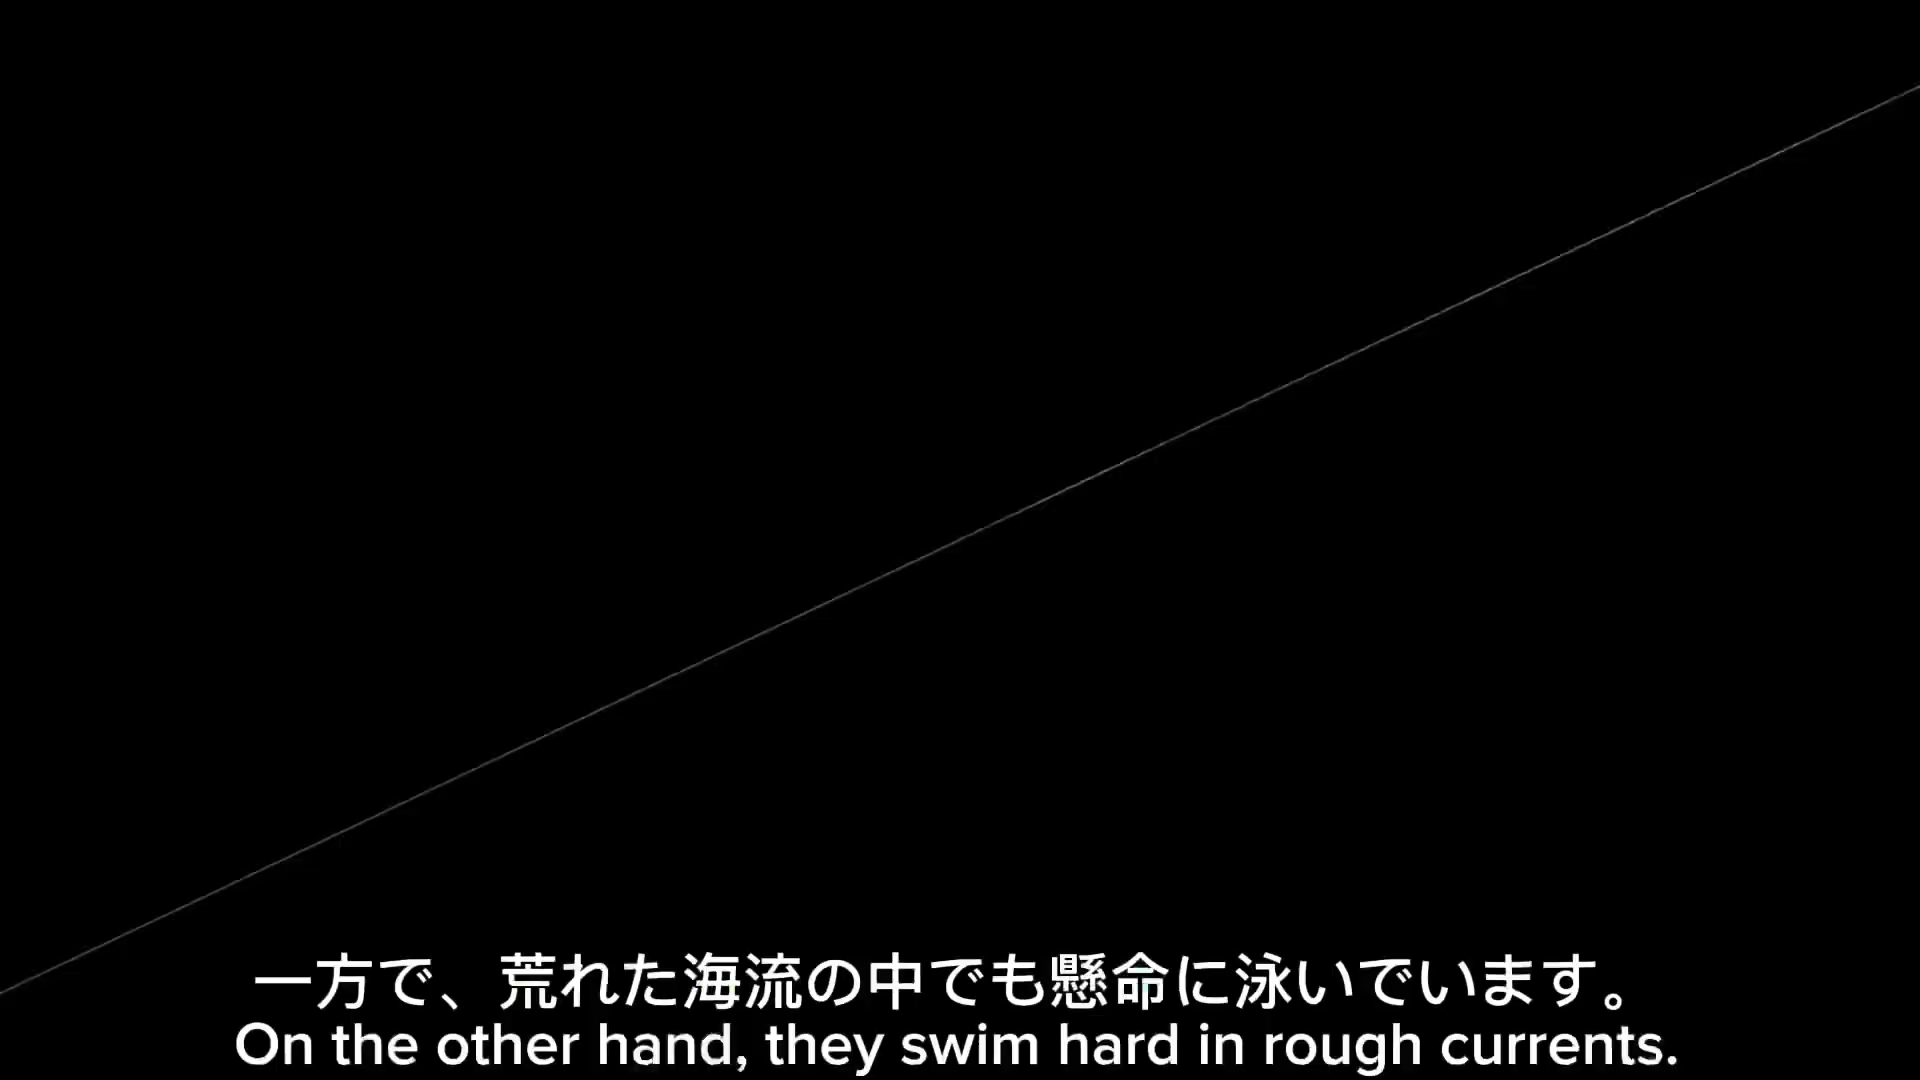 一方で、荒れた海流の中でも懸命に泳いでいます。
On the other hand, they swim hard in rough currents.